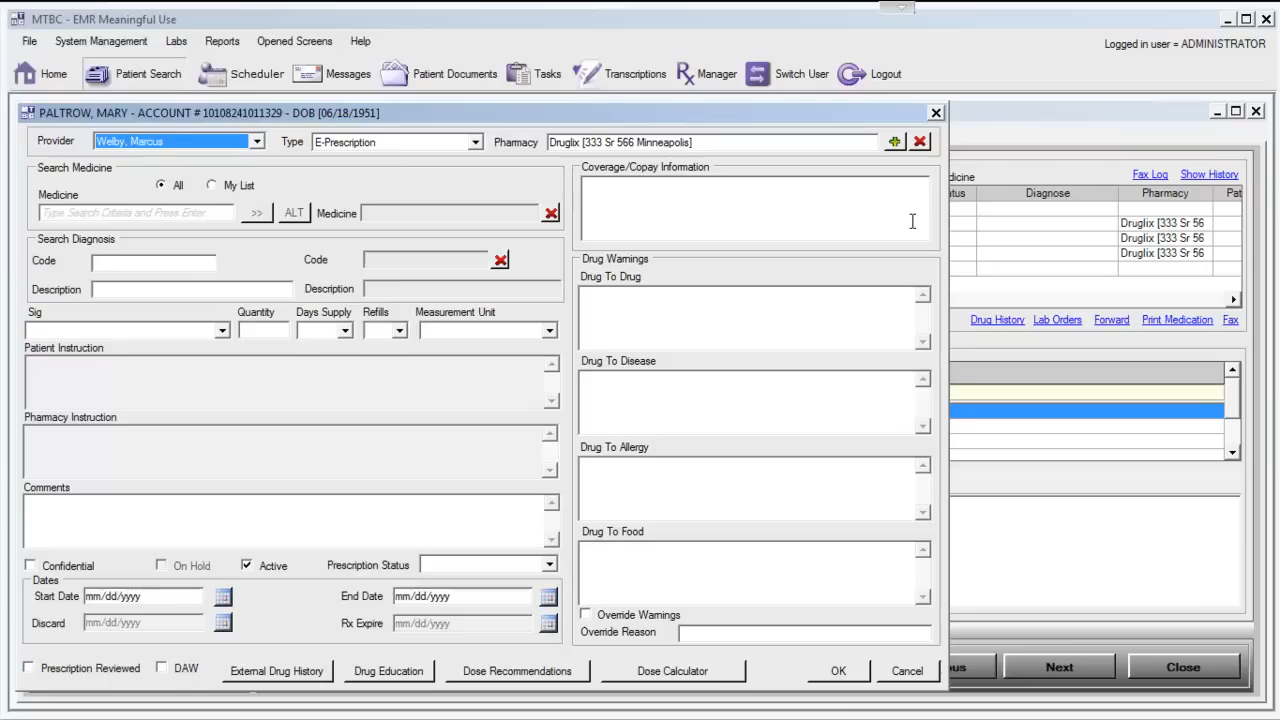 MTBC - EMR Meaningful Use
File System Management Labs Reports Opened Screens Help
Logged in user = ADMINISTRATOR
Home Patient Search Scheduler Messages Patient Documents Tasks Transcriptions Rx Manager Switch User Logout
PALTROW, MARY - ACCOUNT # 10108241011329 - DOB [06/18/1951]
Provider Welby, Marcus Type E-Prescription Pharmacy Druglix [333 Sr 566 Minneapolis]
Search Medicine
All My List
Medicine
Type Search Criteria and Press Enter >> ALT Medicine
Search Diagnosis
Code Code
Description Description
Sig Quantity Days Supply Refills Measurement Unit
Patient Instruction
Pharmacy Instruction
Comments
Confidential On Hold Active Prescription Status
Dates
Start Date mm/dd/yyyy End Date mm/dd/yyyy
Discard mm/dd/yyyy Rx Expire mm/dd/yyyy
Prescription Reviewed DAW External Drug History Drug Education Dose Recommendations Dose Calculator OK Cancel
Coverage/Copay Information
Drug Warnings
Drug To Drug
Drug To Disease
Drug To Allergy
Drug To Food
Override Warnings
Override Reason
dicine Fax Log Show History
atus Diagnose Pharmacy Pat
Druglix [333 Sr 56
Druglix [333 Sr 56
Druglix [333 Sr 56
Drug History Lab Orders Forward Print Medication Fax
ous Next Close